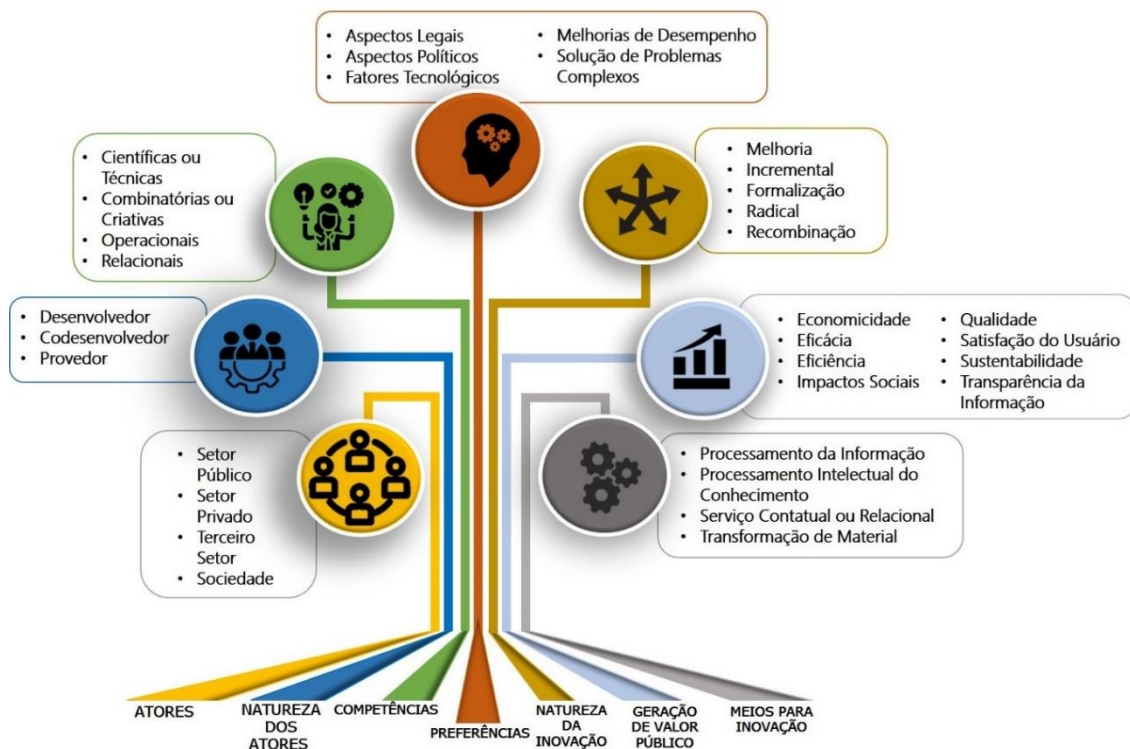 • Aspectos Legais
• Aspectos Políticos
• Fatores Tecnológicos
• Melhorias de Desempenho
• Solução de Problemas
Complexos
• Científicas ou
Técnicas
• Combinatórias ou
Criativas
• Operacionais
• Relacionais
• Melhoria
• Incremental
• Formalização
• Radical
• Recombinação
• Desenvolvedor
• Codesenvolvedor
• Provedor
• Economicidade
• Eficácia
• Eficiência
• Impactos Sociais
• Qualidade
• Satisfação do Usuário
• Sustentabilidade
• Transparência da
Informação
• Setor
Público
• Setor
Privado
• Terceiro
Setor
• Sociedade
• Processamento da Informação
• Processamento Intelectual do
Conhecimento
• Serviço Contatual ou Relacional
• Transformação de Material
ATORES
NATUREZA
DOS
ATORES
COMPETÊNCIAS
PREFERÊNCIAS
NATUREZA
DA
INOVAÇÃO
GERAÇÃO
DE VALOR
PÚBLICO
MEIOS PARA
INOVAÇÃO